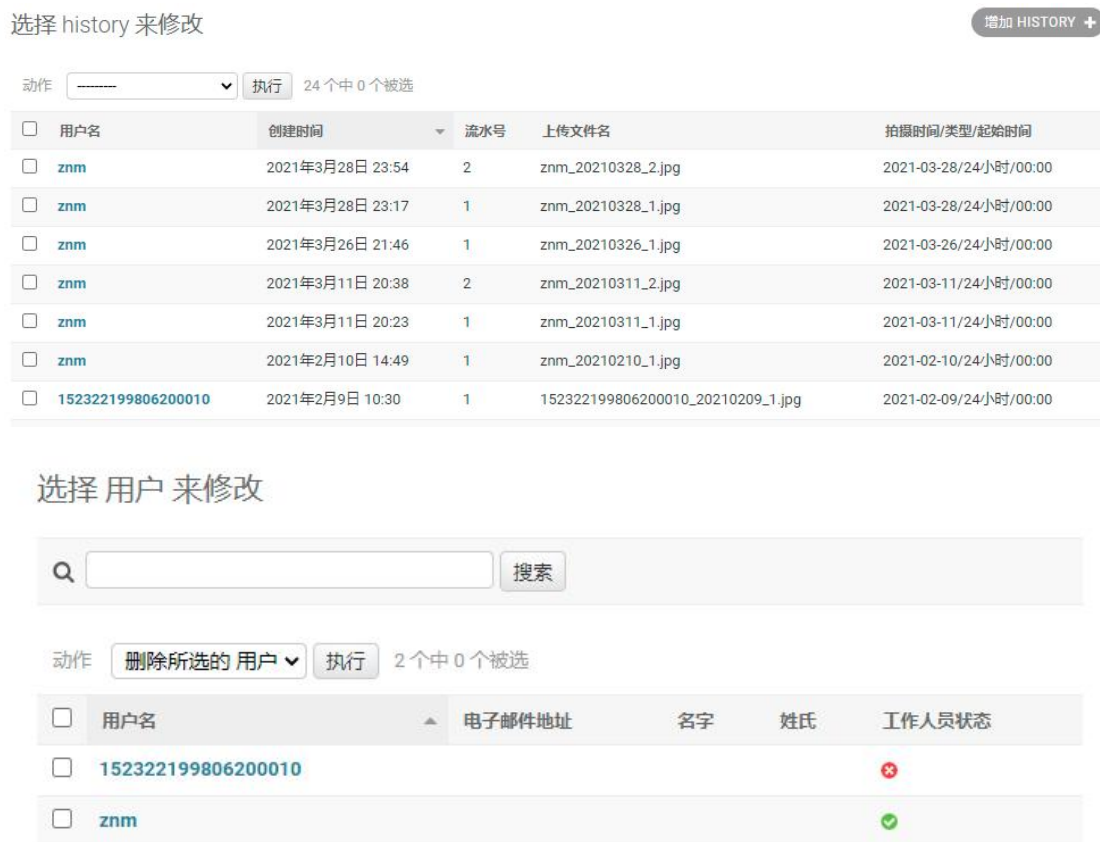 选择 history 来修改
增加 HISTORY
动作 --------- 执行 24 个中 0 个被选
用户名 创建时间 流水号 上传文件名 拍摄时间/类型/起始时间
znm 2021年3月28日 23:54 2 znm_20210328_2.jpg 2021-03-28/24小时/00:00
znm 2021年3月28日 23:17 1 znm_20210328_1.jpg 2021-03-28/24小时/00:00
znm 2021年3月26日 21:46 1 znm_20210326_1.jpg 2021-03-26/24小时/00:00
znm 2021年3月11日 20:38 2 znm_20210311_2.jpg 2021-03-11/24小时/00:00
znm 2021年3月11日 20:23 1 znm_20210311_1.jpg 2021-03-11/24小时/00:00
znm 2021年2月10日 14:49 1 znm_20210210_1.jpg 2021-02-10/24小时/00:00
152322199806200010 2021年2月9日 10:30 1 152322199806200010_20210209_1.jpg 2021-02-09/24小时/00:00
选择 用户 来修改
搜索
动作 删除所选的 用户 执行 2 个中 0 个被选
用户名 电子邮件地址 名字 姓氏 工作人员状态
152322199806200010
znm